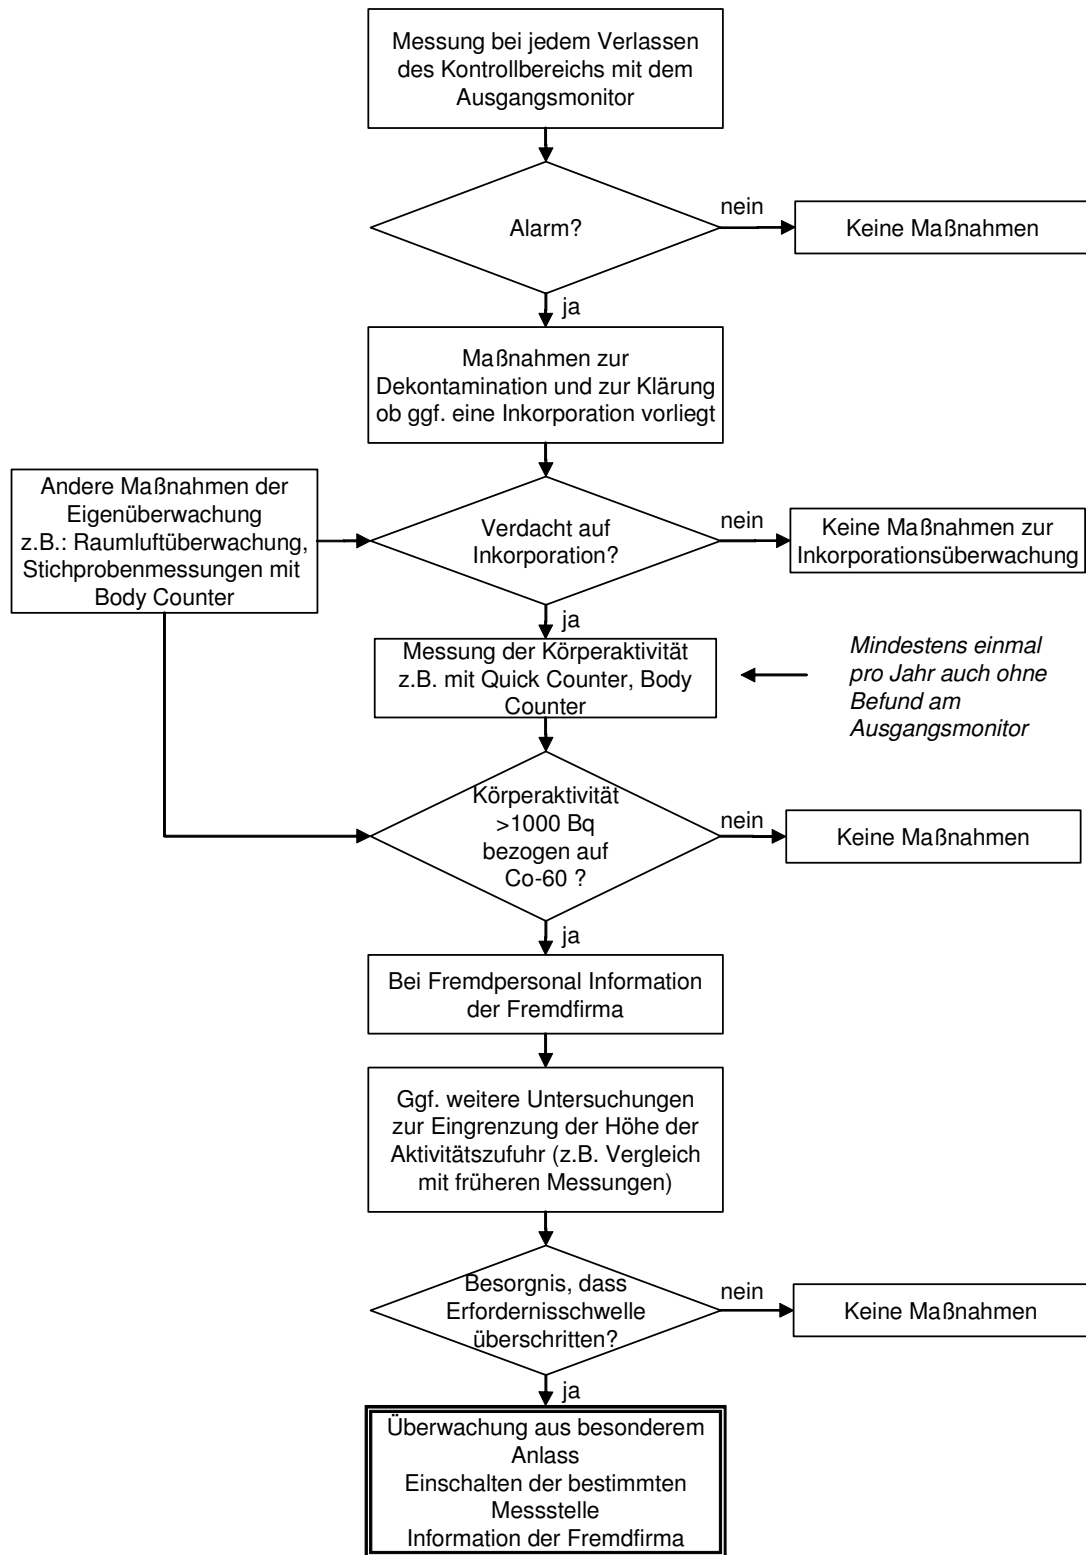 Messung bei jedem Verlassen
des Kontrollbereichs mit dem
Ausgangsmonitor
Alarm?
nein
Keine Maßnahmen
ja
Maßnahmen zur
Dekontamination und zur Klärung
ob ggf. eine Inkorporation vorliegt
Andere Maßnahmen der
Eigenüberwachung
z.B.: Raumluftüberwachung,
Stichprobenmessungen mit
Body Counter
Verdacht auf
Inkorporation?
nein
Keine Maßnahmen zur
Inkorporationsüberwachung
ja
Messung der Körperaktivität
z.B. mit Quick Counter, Body
Counter
Mindestens einmal
pro Jahr auch ohne
Befund am
Ausgangsmonitor
Körperaktivität
>1000 Bq
bezogen auf
Co-60 ?
nein
Keine Maßnahmen
ja
Bei Fremdpersonal Information
der Fremdfirma
Ggf. weitere Untersuchungen
zur Eingrenzung der Höhe der
Aktivitätszufuhr (z.B. Vergleich
mit früheren Messungen)
Besorgnis, dass
Erfordernisschwelle
überschritten?
nein
Keine Maßnahmen
ja
Überwachung aus besonderem
Anlass
Einschalten der bestimmten
Messstelle
Information der Fremdfirma